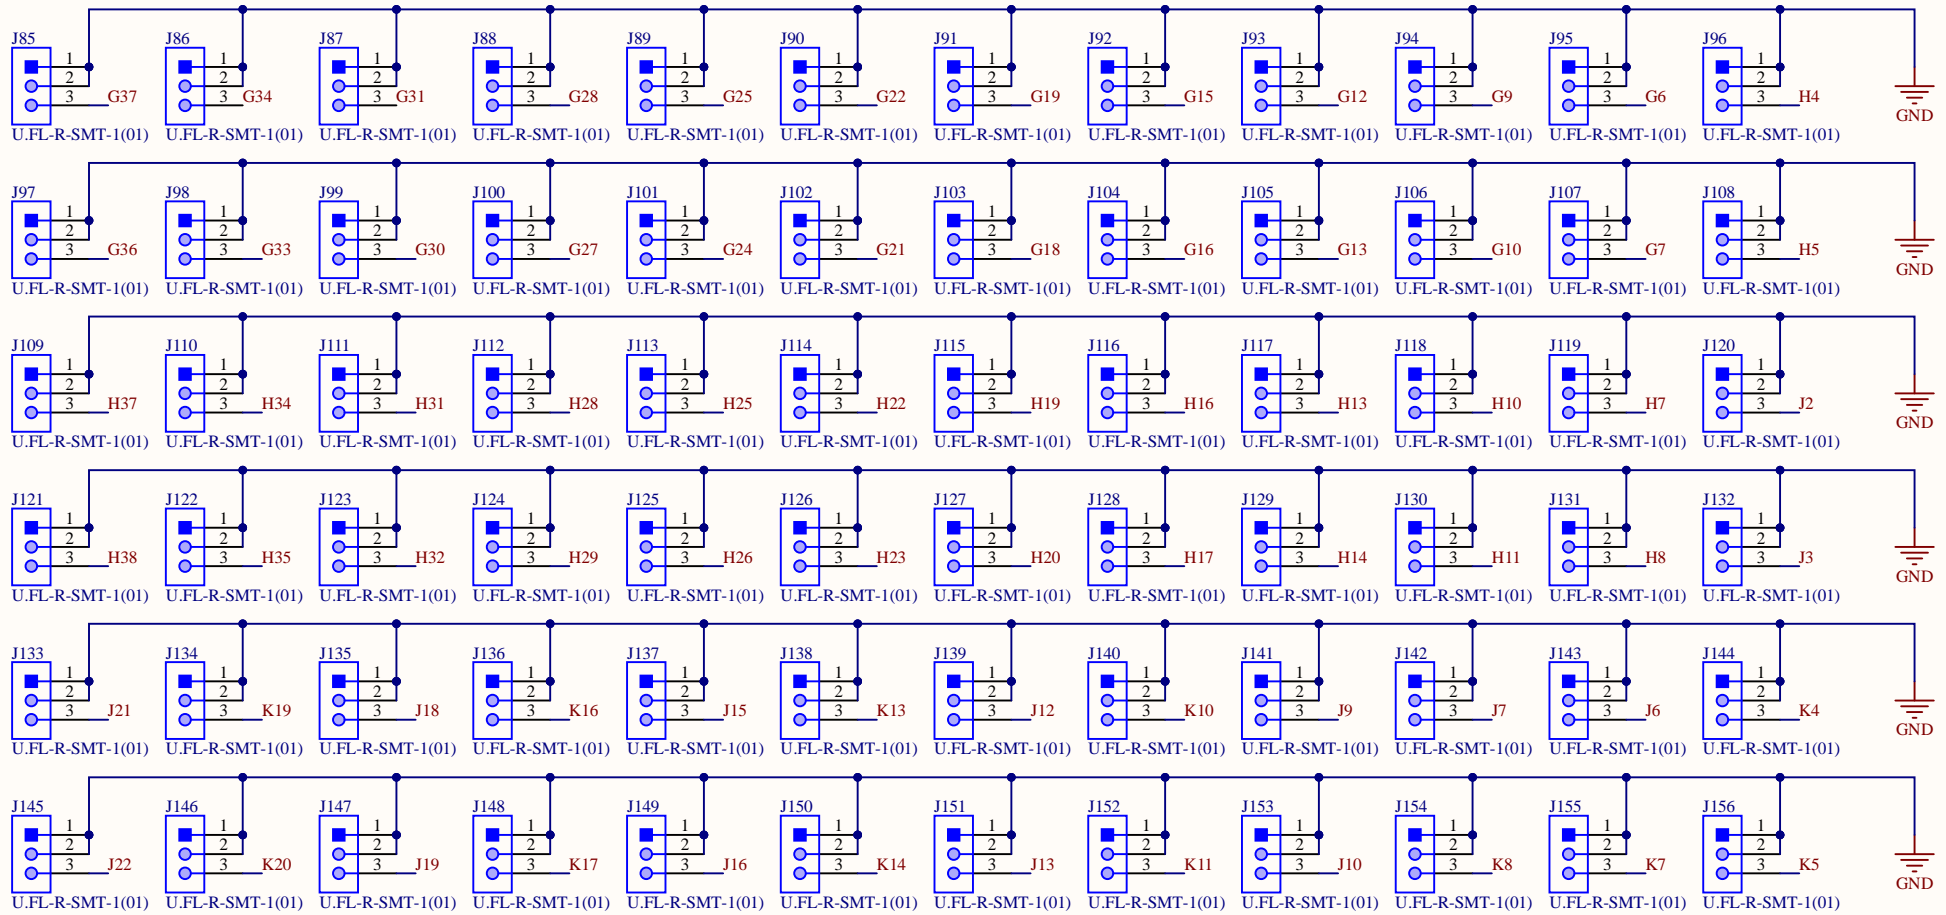 J85 J86 J87 J88 J89 J90 J91 J92 J93 J94 J95 J96
1 1 1 1 1 1 1 1 1 1 1 1
2 2 2 2 2 2 2 2 2 2 2 2
3 G37 3 G34 3 G31 3 G28 3 G25 3 G22 3 G19 3 G15 3 G12 3 G9 3 G6 3 H4
GND
U.FL-R-SMT-1(01) U.FL-R-SMT-1(01) U.FL-R-SMT-1(01) U.FL-R-SMT-1(01) U.FL-R-SMT-1(01) U.FL-R-SMT-1(01) U.FL-R-SMT-1(01) U.FL-R-SMT-1(01) U.FL-R-SMT-1(01) U.FL-R-SMT-1(01) U.FL-R-SMT-1(01) U.FL-R-SMT-1(01)
J97 J98 J99 J100 J101 J102 J103 J104 J105 J106 J107 J108
1 1 1 1 1 1 1 1 1 1 1 1
2 2 2 2 2 2 2 2 2 2 2 2
3 G36 3 G33 3 G30 3 G27 3 G24 3 G21 3 G18 3 G16 3 G13 3 G10 3 G7 3 H5
GND
U.FL-R-SMT-1(01) U.FL-R-SMT-1(01) U.FL-R-SMT-1(01) U.FL-R-SMT-1(01) U.FL-R-SMT-1(01) U.FL-R-SMT-1(01) U.FL-R-SMT-1(01) U.FL-R-SMT-1(01) U.FL-R-SMT-1(01) U.FL-R-SMT-1(01) U.FL-R-SMT-1(01) U.FL-R-SMT-1(01)
J109 J110 J111 J112 J113 J114 J115 J116 J117 J118 J119 J120
1 1 1 1 1 1 1 1 1 1 1 1
2 2 2 2 2 2 2 2 2 2 2 2
3 H37 3 H34 3 H31 3 H28 3 H25 3 H22 3 H19 3 H16 3 H13 3 H10 3 H7 3 J2
GND
U.FL-R-SMT-1(01) U.FL-R-SMT-1(01) U.FL-R-SMT-1(01) U.FL-R-SMT-1(01) U.FL-R-SMT-1(01) U.FL-R-SMT-1(01) U.FL-R-SMT-1(01) U.FL-R-SMT-1(01) U.FL-R-SMT-1(01) U.FL-R-SMT-1(01) U.FL-R-SMT-1(01) U.FL-R-SMT-1(01)
J121 J122 J123 J124 J125 J126 J127 J128 J129 J130 J131 J132
1 1 1 1 1 1 1 1 1 1 1 1
2 2 2 2 2 2 2 2 2 2 2 2
3 H38 3 H35 3 H32 3 H29 3 H26 3 H23 3 H20 3 H17 3 H14 3 H11 3 H8 3 J3
GND
U.FL-R-SMT-1(01) U.FL-R-SMT-1(01) U.FL-R-SMT-1(01) U.FL-R-SMT-1(01) U.FL-R-SMT-1(01) U.FL-R-SMT-1(01) U.FL-R-SMT-1(01) U.FL-R-SMT-1(01) U.FL-R-SMT-1(01) U.FL-R-SMT-1(01) U.FL-R-SMT-1(01) U.FL-R-SMT-1(01)
J133 J134 J135 J136 J137 J138 J139 J140 J141 J142 J143 J144
1 1 1 1 1 1 1 1 1 1 1 1
2 2 2 2 2 2 2 2 2 2 2 2
3 J21 3 K19 3 J18 3 K16 3 J15 3 K13 3 J12 3 K10 3 J9 3 J7 3 J6 3 K4
GND
U.FL-R-SMT-1(01) U.FL-R-SMT-1(01) U.FL-R-SMT-1(01) U.FL-R-SMT-1(01) U.FL-R-SMT-1(01) U.FL-R-SMT-1(01) U.FL-R-SMT-1(01) U.FL-R-SMT-1(01) U.FL-R-SMT-1(01) U.FL-R-SMT-1(01) U.FL-R-SMT-1(01) U.FL-R-SMT-1(01)
J145 J146 J147 J148 J149 J150 J151 J152 J153 J154 J155 J156
1 1 1 1 1 1 1 1 1 1 1 1
2 2 2 2 2 2 2 2 2 2 2 2
3 J22 3 K20 3 J19 3 K17 3 J16 3 K14 3 J13 3 K11 3 J10 3 K8 3 K7 3 K5
GND
U.FL-R-SMT-1(01) U.FL-R-SMT-1(01) U.FL-R-SMT-1(01) U.FL-R-SMT-1(01) U.FL-R-SMT-1(01) U.FL-R-SMT-1(01) U.FL-R-SMT-1(01) U.FL-R-SMT-1(01) U.FL-R-SMT-1(01) U.FL-R-SMT-1(01) U.FL-R-SMT-1(01) U.FL-R-SMT-1(01)